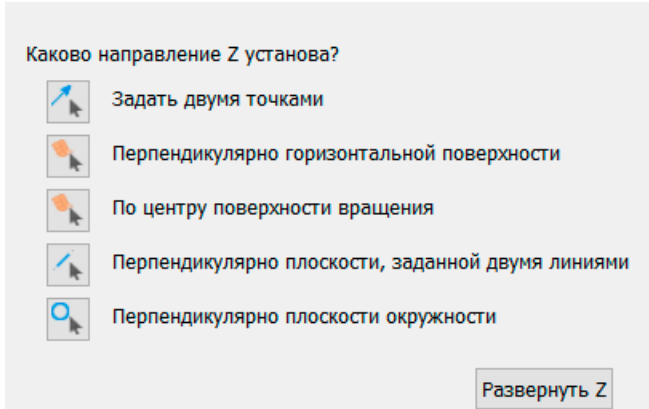 Каково направление Z установа?
Задать двумя точками
Перпендикулярно горизонтальной поверхности
По центру поверхности вращения
Перпендикулярно плоскости, заданной двумя линиями
Перпендикулярно плоскости окружности
Развернуть Z